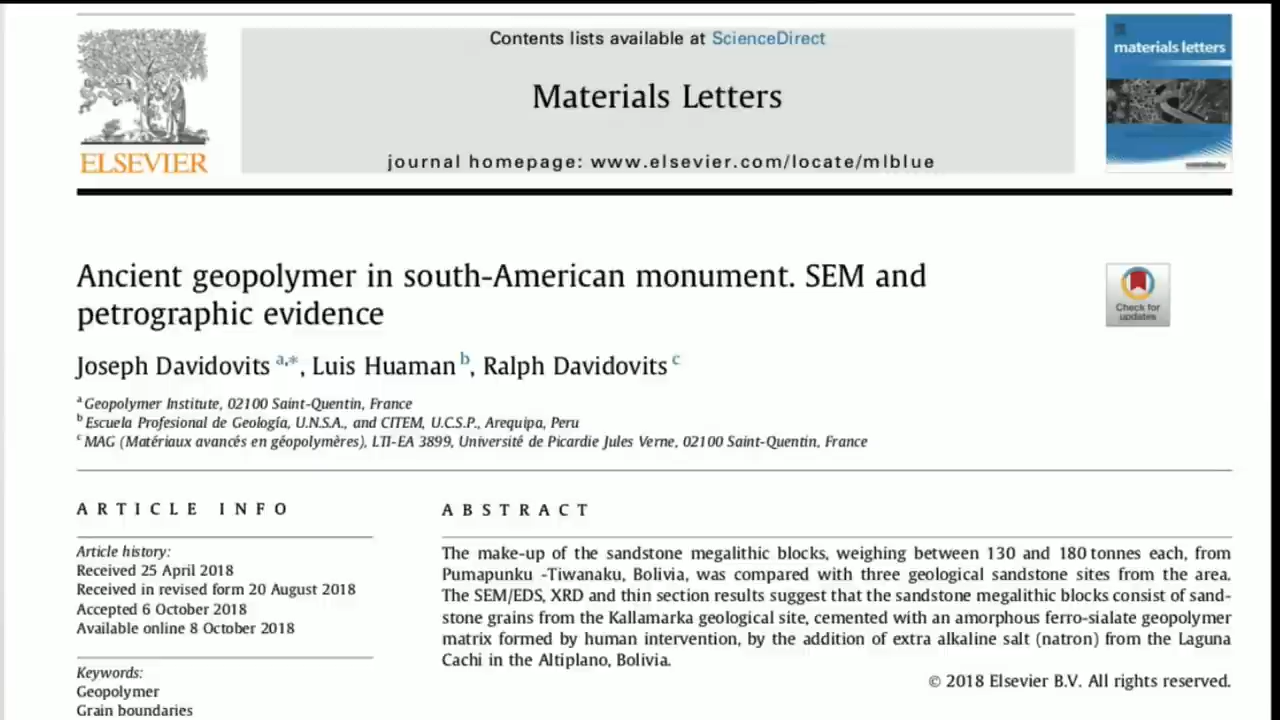 Contents lists available at ScienceDirect
Materials Letters
journal homepage: www.elsevier.com/locate/mlblue
ELSEVIER
materials letters
Ancient geopolymer in south-American monument. SEM and
petrographic evidence
Check for
updates
Joseph Davidovits a,*, Luis Huaman b, Ralph Davidovits c
a Geopolymer Institute, 02100 Saint-Quentin, France
b Escuela Profesional de Geología, U.N.S.A., and CITEM, U.C.S.P., Arequipa, Peru
c MAG (Matériaux avancés en géopolymères), LTI-EA 3899, Université de Picardie Jules Verne, 02100 Saint-Quentin, France
ARTICLE INFO
Article history:
Received 25 April 2018
Received in revised form 20 August 2018
Accepted 6 October 2018
Available online 8 October 2018
Keywords:
Geopolymer
Grain boundaries
ABSTRACT
The make-up of the sandstone megalithic blocks, weighing between 130 and 180 tonnes each, from
Pumapunku -Tiwanaku, Bolivia, was compared with three geological sandstone sites from the area.
The SEM/EDS, XRD and thin section results suggest that the sandstone megalithic blocks consist of sand-
stone grains from the Kallamarka geological site, cemented with an amorphous ferro-sialate geopolymer
matrix formed by human intervention, by the addition of extra alkaline salt (natron) from the Laguna
Cachi in the Altiplano, Bolivia.
© 2018 Elsevier B.V. All rights reserved.